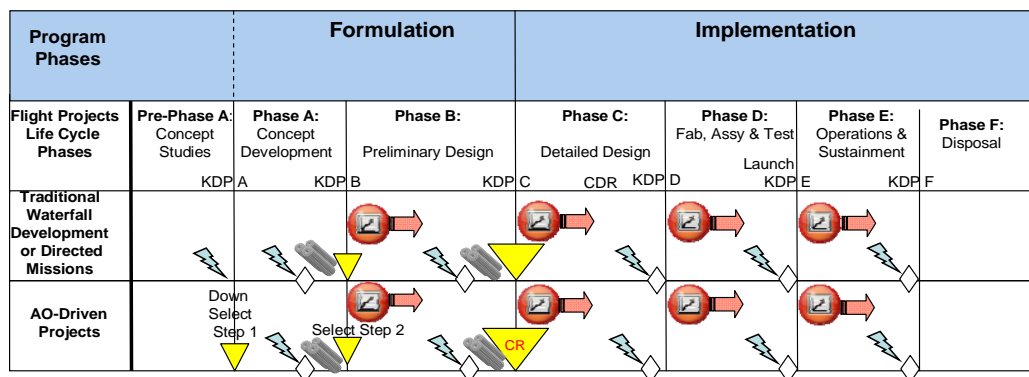 Program
Phases
Formulation
Implementation
Flight Projects
Life Cycle
Phases
Pre-Phase A:
Concept
Studies
KDP
Phase A:
Concept
Development
A
KDP
Phase B:
Preliminary Design
B
KDP
Phase C:
Detailed Design
C
CDR
KDP
Phase D:
Fab, Assy & Test
Launch
D
KDP
Phase E:
Operations &
Sustainment
E
KDP
Phase F:
Disposal
F
Traditional
Waterfall
Development
or Directed
Missions
AO-Driven
Projects
Down
Select
Step 1
Select Step 2
CR